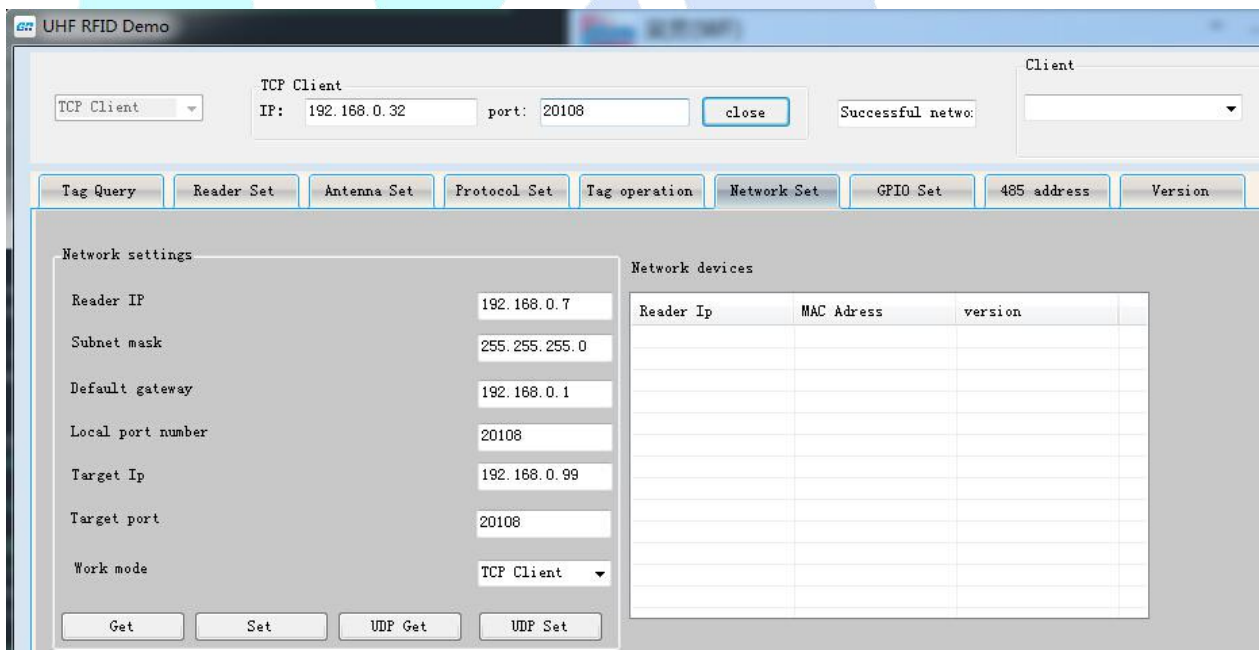 UHF RFID Demo
Client
TCP Client
TCP Client
IP: 192.168.0.32 port: 20108 close Successful netwo:
Tag Query Reader Set Antenna Set Protocol Set Tag operation Network Set GPIO Set 485 address Version
Network settings
Reader IP 192.168.0.7
Subnet mask 255.255.255.0
Default gateway 192.168.0.1
Local port number 20108
Target Ip 192.168.0.99
Target port 20108
Work mode TCP Client
Get Set UDP Get UDP Set
Network devices
Reader Ip MAC Adress version